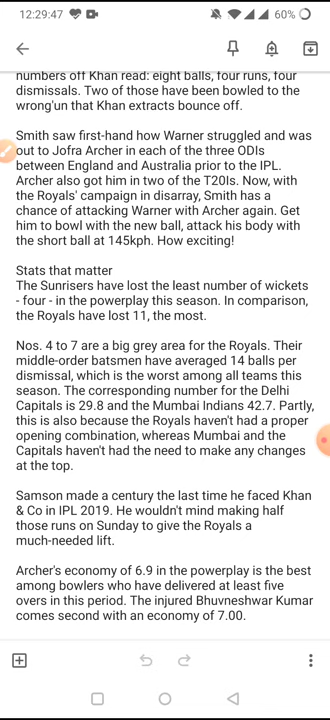 12:29:47
60%
numbers off Khan read: eight balls, four runs, four
dismissals. Two of those have been bowled to the
wrong'un that Khan extracts bounce off.
Smith saw first-hand how Warner struggled and was
out to Jofra Archer in each of the three ODIs
between England and Australia prior to the IPL.
Archer also got him in two of the T20Is. Now, with
the Royals' campaign in disarray, Smith has a
chance of attacking Warner with Archer again. Get
him to bowl with the new ball, attack his body with
the short ball at 145kph. How exciting!
Stats that matter
The Sunrisers have lost the least number of wickets
- four - in the powerplay this season. In comparison,
the Royals have lost 11, the most.
Nos. 4 to 7 are a big grey area for the Royals. Their
middle-order batsmen have averaged 14 balls per
dismissal, which is the worst among all teams this
season. The corresponding number for the Delhi
Capitals is 29.8 and the Mumbai Indians 42.7. Partly,
this is also because the Royals haven't had a proper
opening combination, whereas Mumbai and the
Capitals haven't had the need to make any changes
at the top.
Samson made a century the last time he faced Khan
& Co in IPL 2019. He wouldn't mind making half
those runs on Sunday to give the Royals a
much-needed lift.
Archer's economy of 6.9 in the powerplay is the best
among bowlers who have delivered at least five
overs in this period. The injured Bhuvneshwar Kumar
comes second with an economy of 7.00.